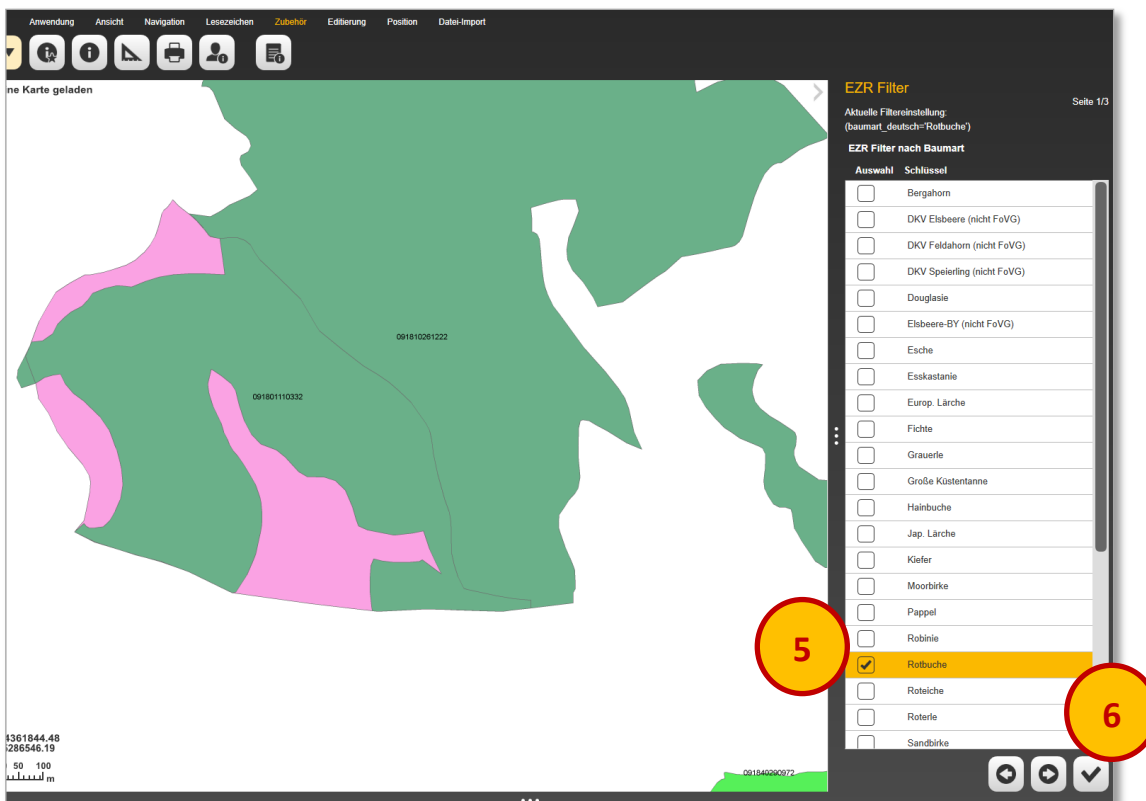 Anwendung Ansicht Navigation Lesezeichen Zubehör Editierung Position Datei-Import
ne Karte geladen
EZR Filter
Seite 1/3
Aktuelle Filtereinstellung:
(baumart_deutsch='Rotbuche')
EZR Filter nach Baumart
Auswahl Schlüssel
Bergahorn
DKV Elsbeere (nicht FoVG)
DKV Feldahorn (nicht FoVG)
DKV Speierling (nicht FoVG)
Douglasie
Elsbeere-BY (nicht FoVG)
Esche
Esskastanie
Europ. Lärche
Fichte
Grauerle
Große Küstentanne
Hainbuche
Jap. Lärche
Kiefer
Moorbirke
Pappel
Robinie
Rotbuche
Roteiche
Roterle
Sandbirke
091810261222
091801110332
5
6
4361844.48
5286546.19
50 100
m
091840290972